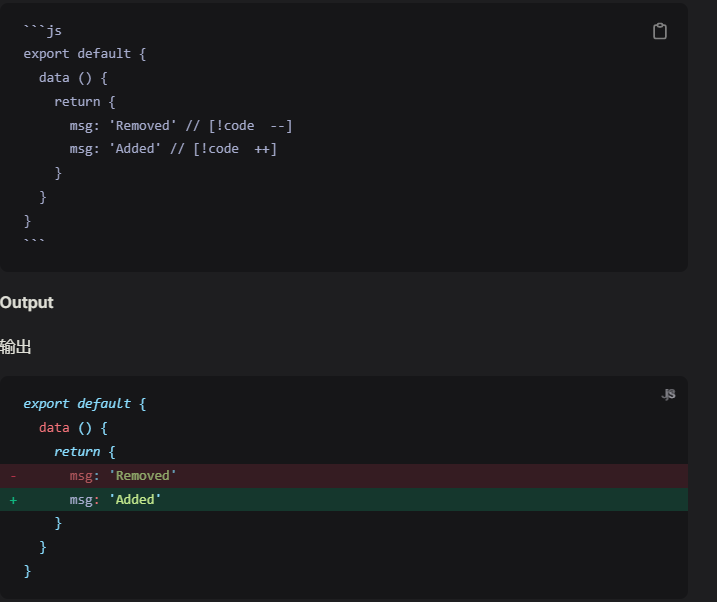 ```js
export default {
  data () {
    return {
      msg: 'Removed' // [!code  --]
      msg: 'Added' // [!code  ++]
    }
  }
}
```
Output
输出
JS
export default {
  data () {
    return {
-      msg: 'Removed'
+      msg: 'Added'
    }
  }
}